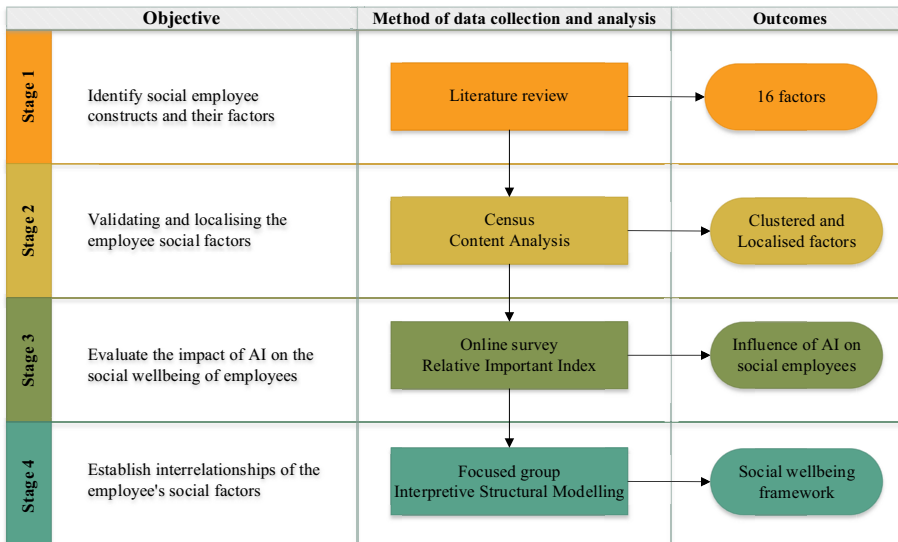 Objective
Method of data collection and analysis
Outcomes
Stage 1
Identify social employee
constructs and their factors
Literature review
16 factors
Stage 2
Validating and localising the
employee social factors
Census
Content Analysis
Clustered and
Localised factors
Stage 3
Evaluate the impact of AI on the
social wellbeing of employees
Online survey
Relative Important Index
Influence of AI on
social employees
Stage 4
Establish interrelationships of the
employee's social factors
Focused group
Interpretive Structural Modelling
Social wellbeing
framework